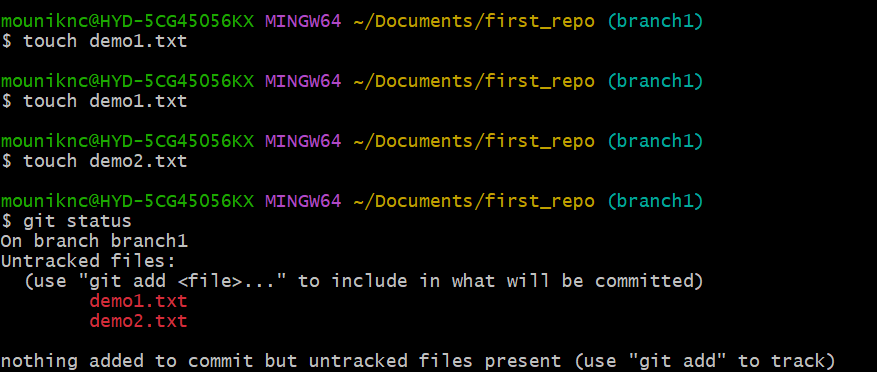 mouniknc@HYD-5CG45056KX MINGW64 ~/Documents/first_repo (branch1)
$ touch demo1.txt
mouniknc@HYD-5CG45056KX MINGW64 ~/Documents/first_repo (branch1)
$ touch demo1.txt
mouniknc@HYD-5CG45056KX MINGW64 ~/Documents/first_repo (branch1)
$ touch demo2.txt
mouniknc@HYD-5CG45056KX MINGW64 ~/Documents/first_repo (branch1)
$ git status
On branch branch1
Untracked files:
  (use "git add <file>..." to include in what will be committed)
        demo1.txt
        demo2.txt
nothing added to commit but untracked files present (use "git add" to track)